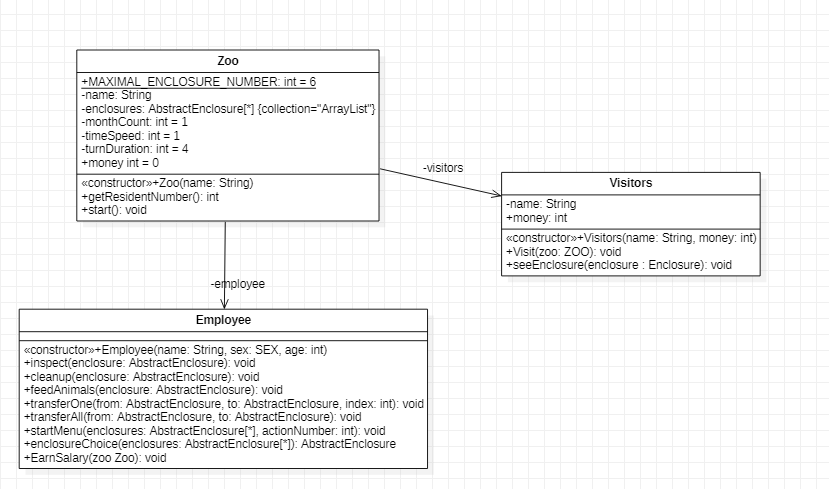 Zoo
+MAXIMAL_ENCLOSURE_NUMBER: int = 6
-name: String
-enclosures: AbstractEnclosure[*] {collection="ArrayList"}
-monthCount: int = 1
-timeSpeed: int = 1
-turnDuration: int = 4
+money int = 0
«constructor»+Zoo(name: String)
+getResidentNumber(): int
+start(): void
-visitors
Visitors
-name: String
+money: int
«constructor»+Visitors(name: String, money: int)
+Visit(zoo: ZOO): void
+seeEnclosure(enclosure : Enclosure): void
-employee
Employee
«constructor»+Employee(name: String, sex: SEX, age: int)
+inspect(enclosure: AbstractEnclosure): void
+cleanup(enclosure: AbstractEnclosure): void
+feedAnimals(enclosure: AbstractEnclosure): void
+transferOne(from: AbstractEnclosure, to: AbstractEnclosure, index: int): void
+transferAll(from: AbstractEnclosure, to: AbstractEnclosure): void
+startMenu(enclosures: AbstractEnclosure[*], actionNumber: int): void
+enclosureChoice(enclosures: AbstractEnclosure[*]): AbstractEnclosure
+EarnSalary(zoo Zoo): void